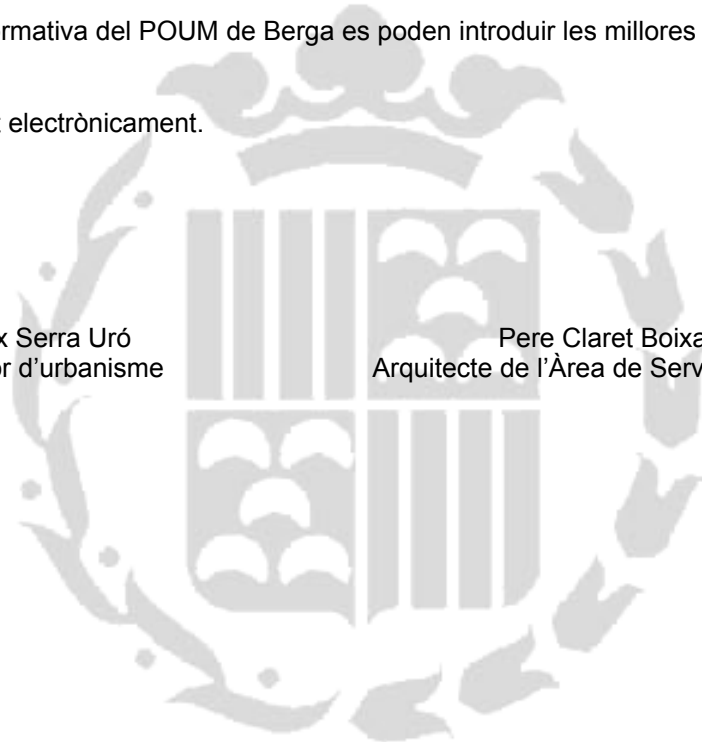 ormativa del POUM de Berga es poden introduir les millores
electrònicament.
x Serra Uró Pere Claret Boixa
or d’urbanisme Arquitecte de l’Àrea de Serv